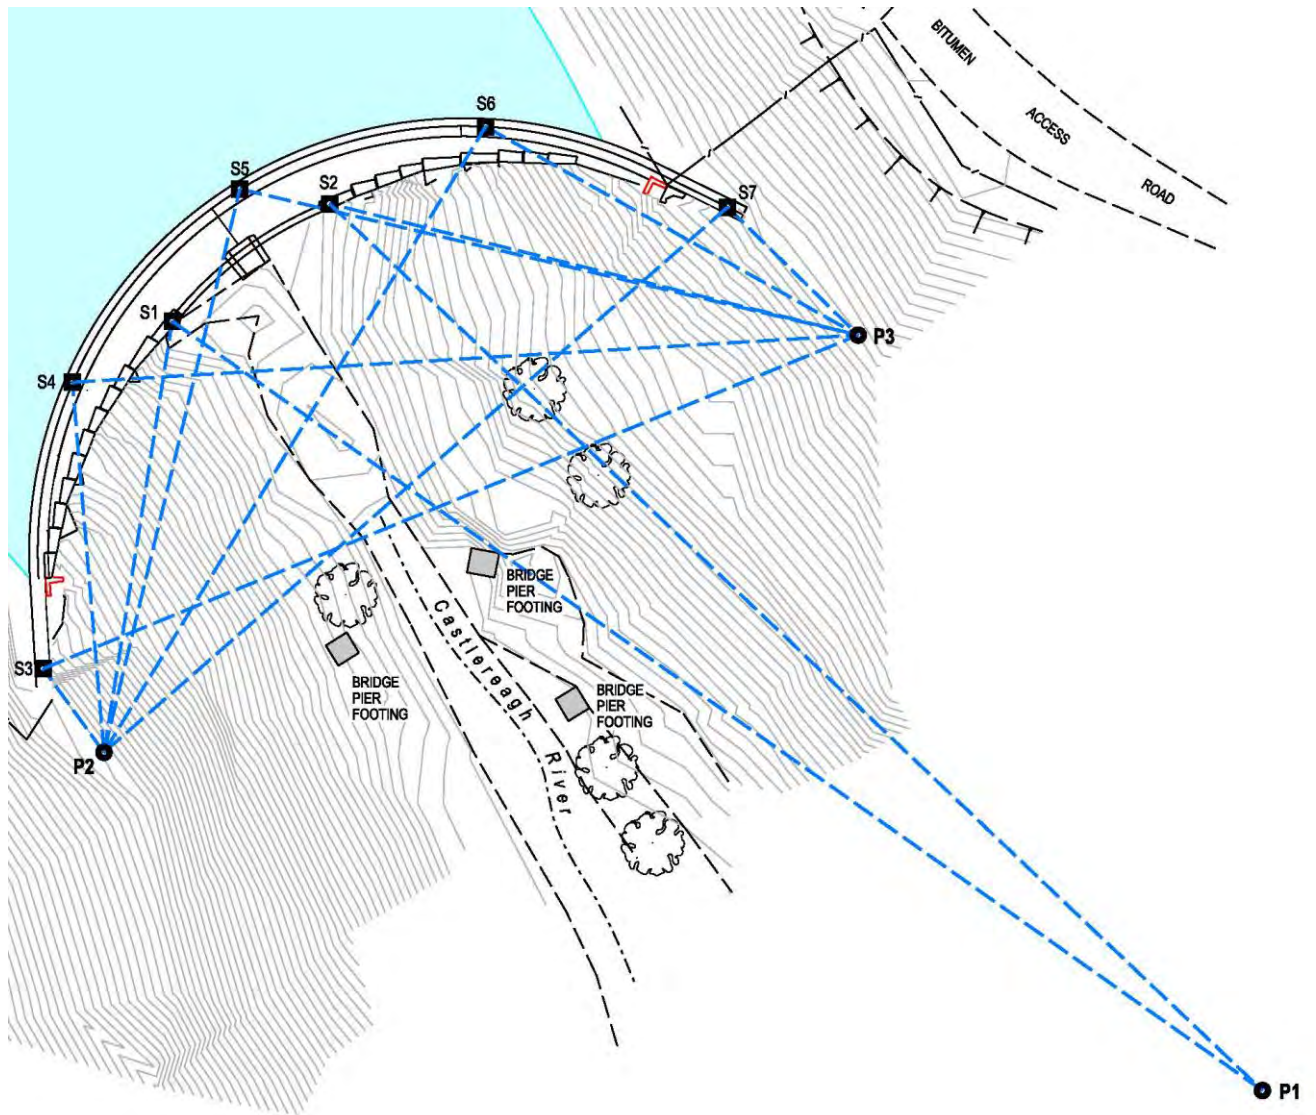 BITUMEN
ACCESS
ROAD
S6
S5
S2
S7
S1
P3
S4
BRIDGE
PIER
FOOTING
Castlereagh
River
S3
BRIDGE
PIER
FOOTING
BRIDGE
PIER
FOOTING
P2
P1